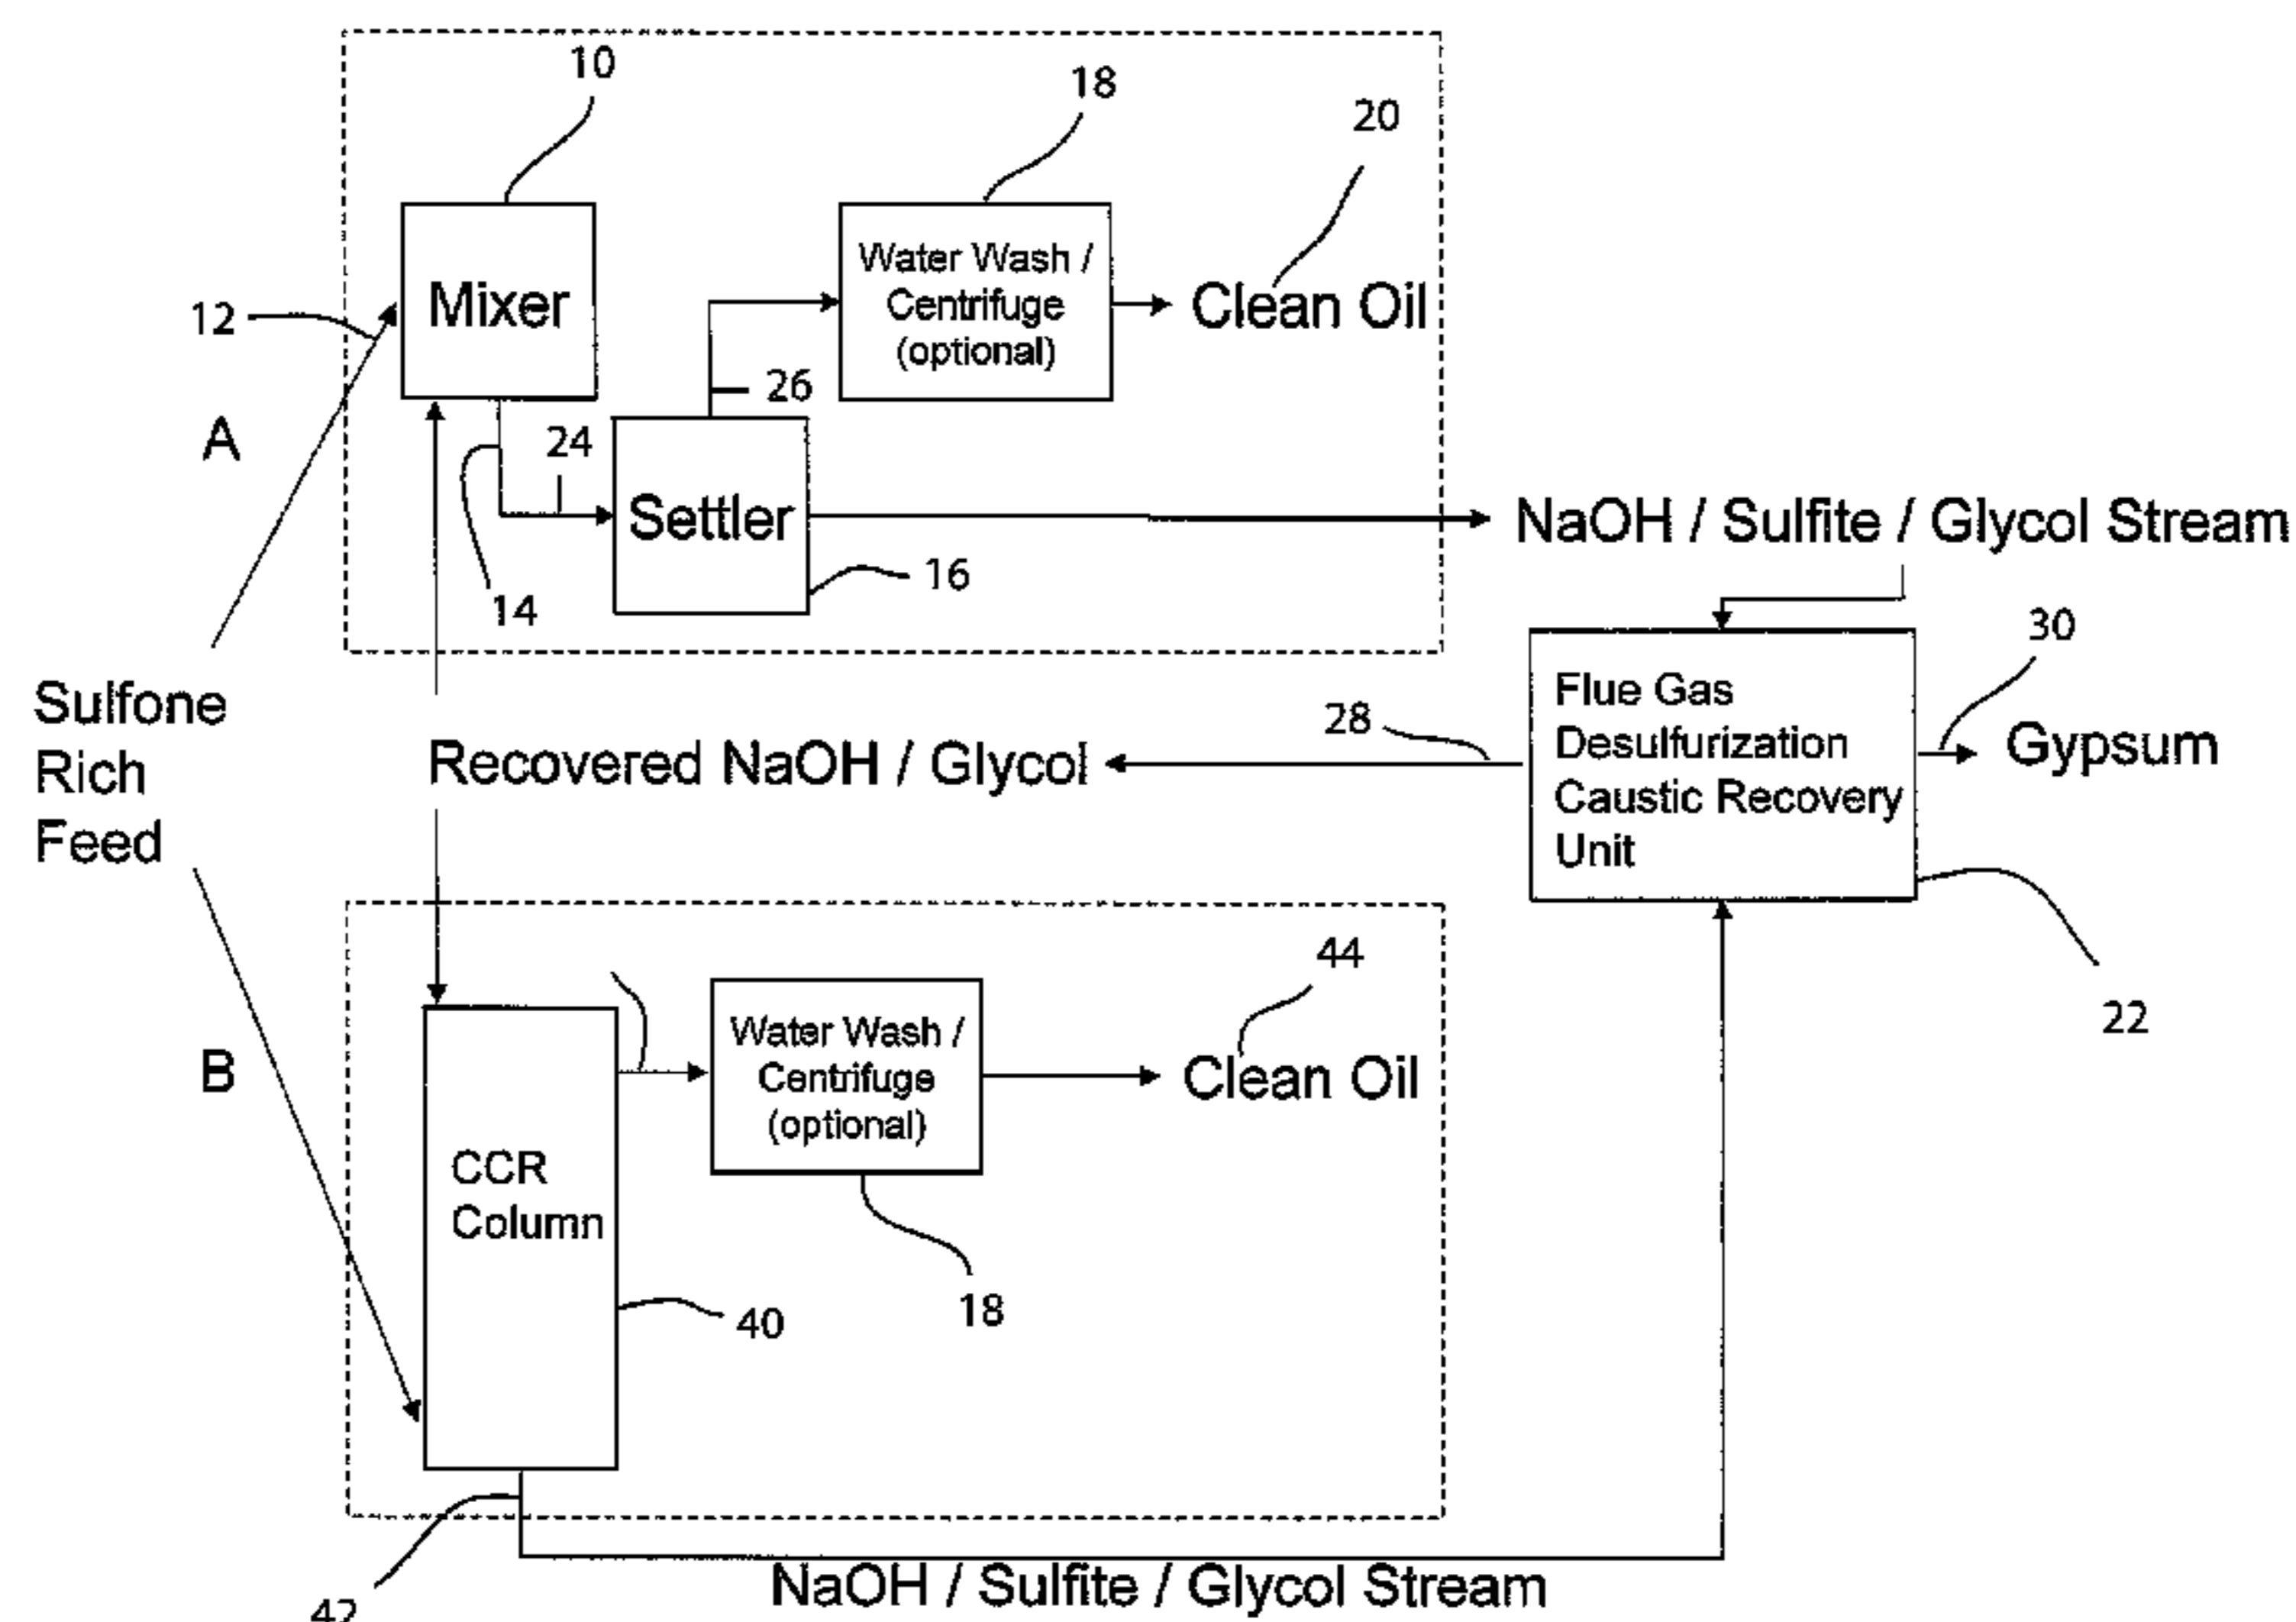 10
18
20
Mixer
Water Wash /
Centrifuge
(optional)
Clean Oil
12
26
A
24
Settler
NaOH / Sulfite / Glycol Stream
14
16
30
Sulfone
Rich
Feed
Recovered NaOH / Glycol
28
Flue Gas
Desulfurization
Caustic Recovery
Unit
Gypsum
22
44
B
Water Wash /
Centrifuge
(optional)
Clean Oil
CCR
Column
40
18
42
NaOH / Sulfite / Glycol Stream